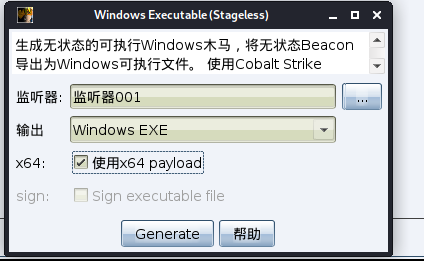 Windows Executable (Stageless)
生成无状态的可执行Windows木马，将无状态Beacon
导出为Windows可执行文件。 使用Cobalt Strike
监听器: 监听器001 ...
输出 Windows EXE
x64: 使用x64 payload
sign: Sign executable file
Generate 帮助